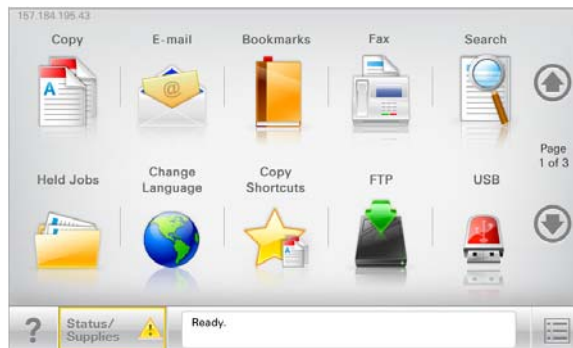 157.184.195.43
Copy
E-mail
Bookmarks
Fax
Search
A
@
Page
1 of 3
Held Jobs
Change
Language
Copy
Shortcuts
FTP
USB
?
Status/
Supplies
Ready.